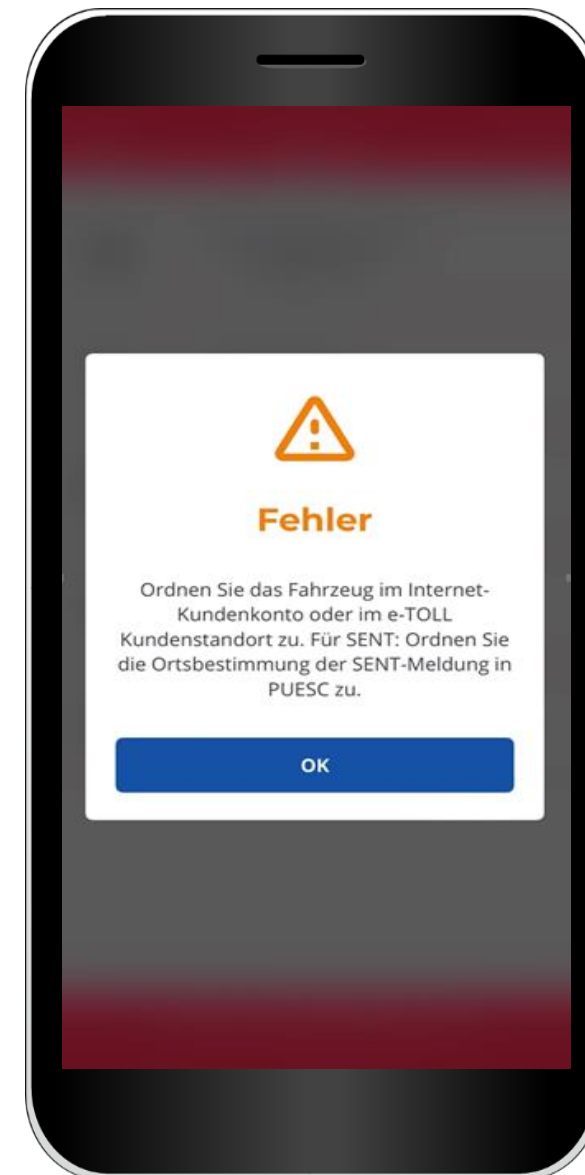 Fehler
Ordnen Sie das Fahrzeug im Internet-
Kundenkonto oder im e-TOLL
Kundenstandort zu. Für SENT: Ordnen Sie
die Ortsbestimmung der SENT-Meldung in
PUESC zu.
OK